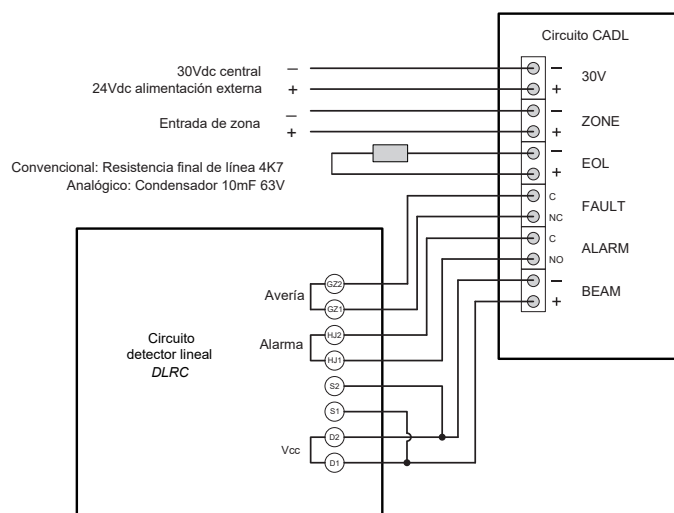 Circuito CADL
30Vdc central −
24Vdc alimentación externa +
− 30V
+
Entrada de zona −
+
− ZONE
+
Convencional: Resistencia final de línea 4K7
Analógico: Condensador 10mF 63V
− EOL
+
C FAULT
NC
C ALARM
NO
− BEAM
+
Circuito
detector lineal
DLRC
Avería
GZ2
GZ1
Alarma
HJ2
HJ1
S2
S1
Vcc
D2
D1